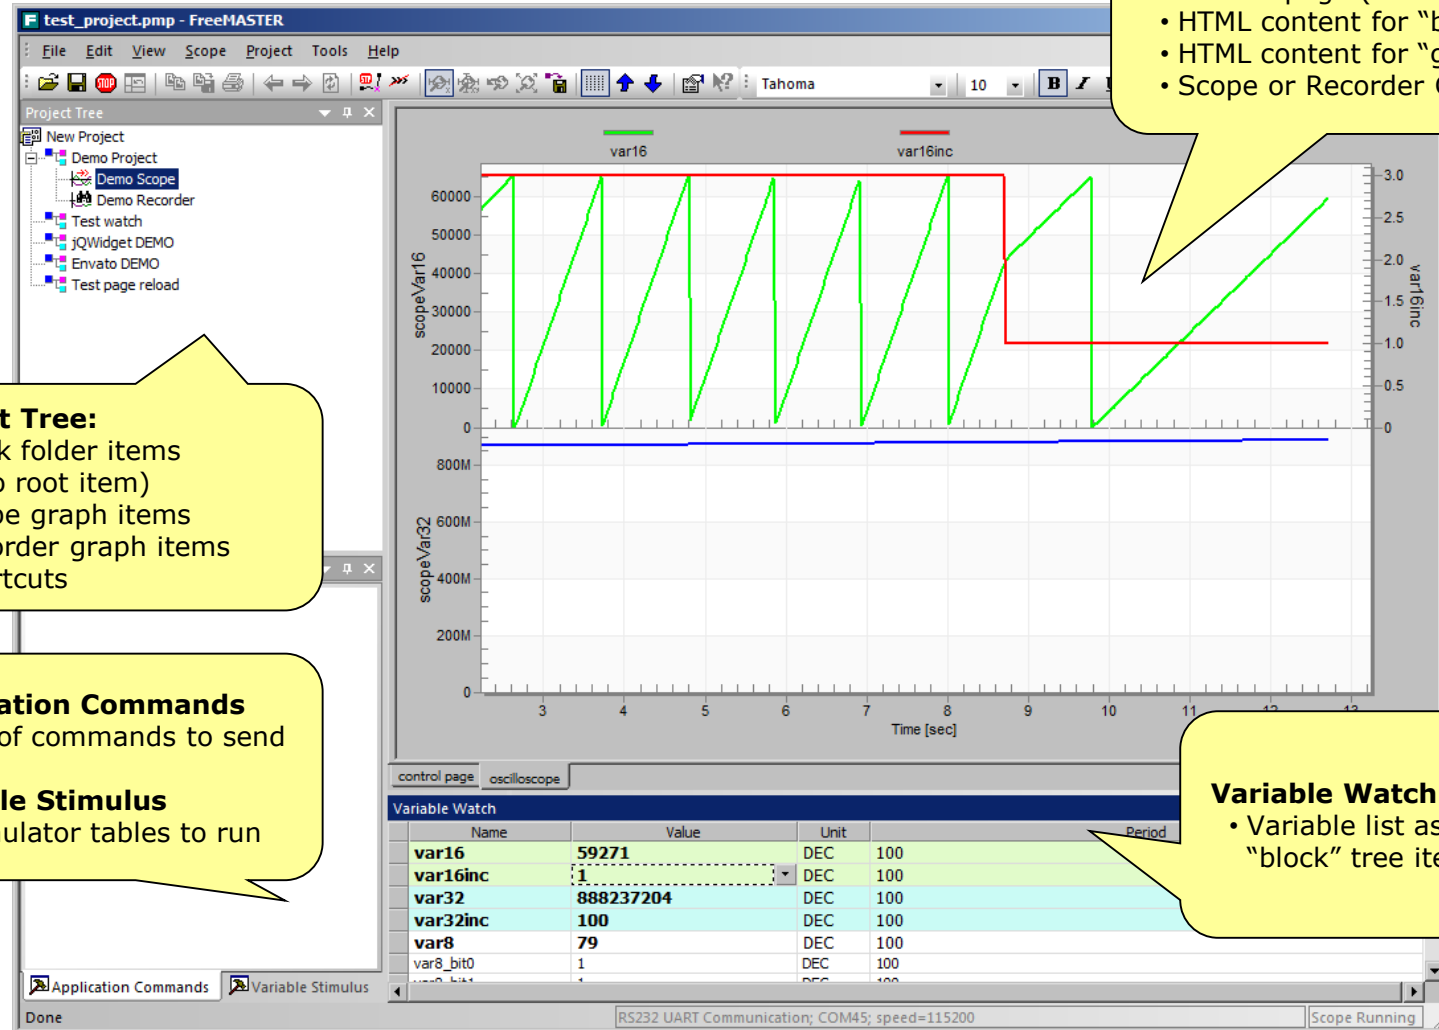 test_project.pmp - FreeMASTER
File Edit View Scope Project Tools Help
Tahoma 10 B I
• HTML content for
• HTML content for
• Scope or Recorder
Project Tree
New Project
Demo Project
Demo Scope
Demo Recorder
Test watch
jQWidget DEMO
Envato DEMO
Test page reload
Tree:
folder items
root item)
graph items
graph items
ation Commands
of commands to send
Stimulus
tables to run
Application Commands Variable Stimulus
var16 var16inc
scopeVar16
60000
50000
40000
30000
20000
10000
0
3.0
2.5
2.0
1.5
1.0
0.5
0
var16inc
scopeVar32
800M
600M
400M
200M
0
3 4 5 6 7 8 9 10 11 12 13
Time [sec]
control page oscilloscope
Variable Watch
Name Value Unit Period
var16 59271 DEC 100
var16inc 1 DEC 100
var32 888237204 DEC 100
var32inc 100 DEC 100
var8 79 DEC 100
var8_bit0 1 DEC 100
var8_bit1 1 DEC 100
Variable Watch
• Variable list as
"block" tree
Done
RS232 UART Communication; COM45; speed=115200
Scope Running